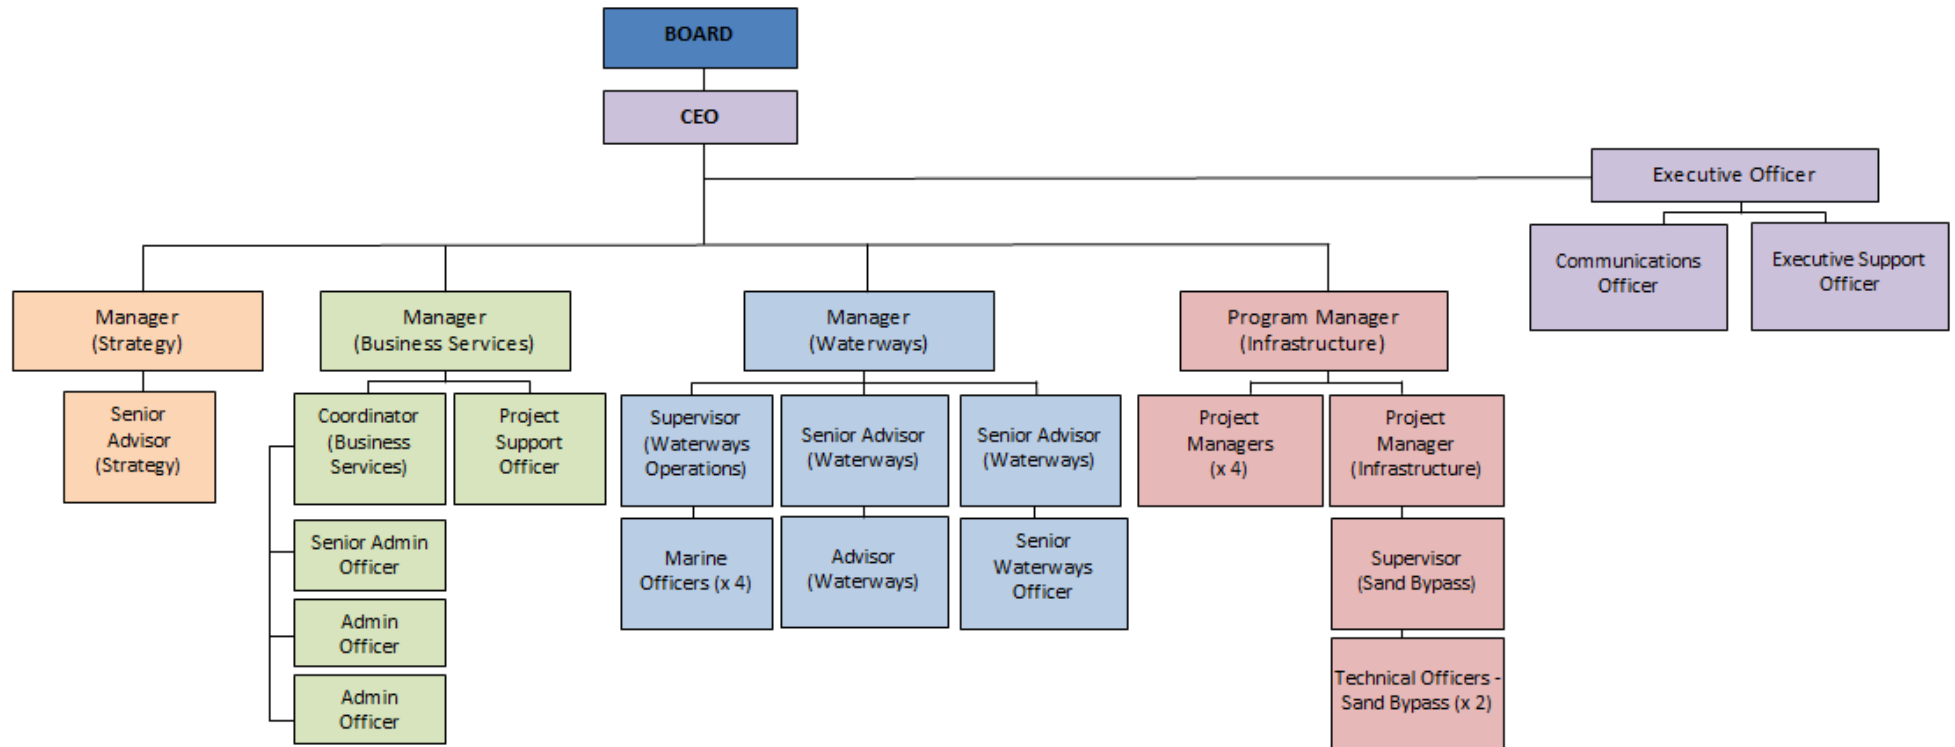 BOARD
CEO
Executive Officer
Communications
Officer
Executive Support
Officer
Manager
(Strategy)
Senior
Advisor
(Strategy)
Manager
(Business Services)
Coordinator
(Business
Services)
Project
Support
Officer
Senior Admin
Officer
Admin
Officer
Admin
Officer
Manager
(Waterways)
Supervisor
(Waterways
Operations)
Senior Advisor
(Waterways)
Senior Advisor
(Waterways)
Marine
Officers (x 4)
Advisor
(Waterways)
Senior
Waterways
Officer
Program Manager
(Infrastructure)
Project
Managers
(x 4)
Project
Manager
(Infrastructure)
Supervisor
(Sand Bypass)
Technical Officers -
Sand Bypass (x 2)